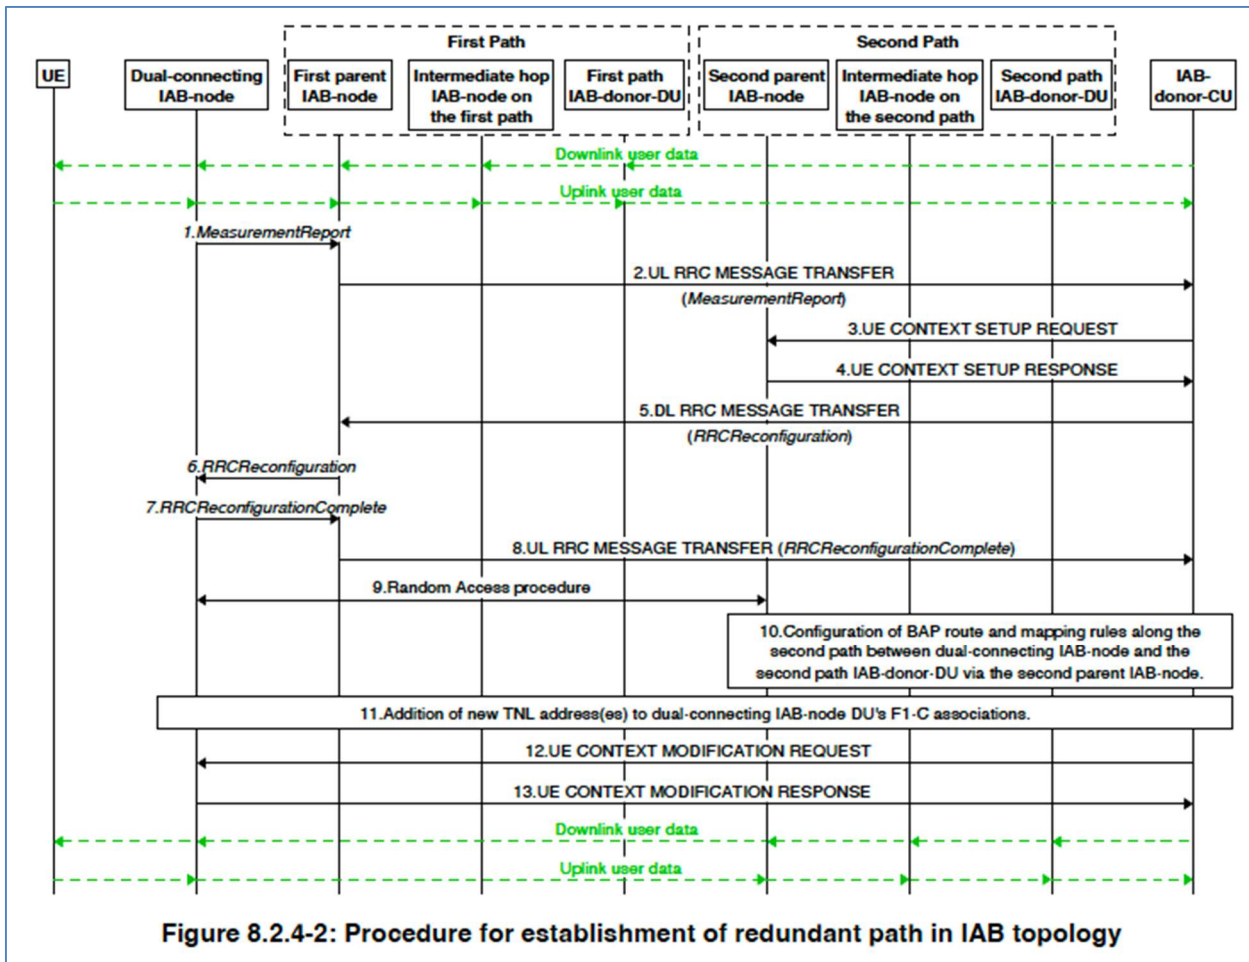 First Path
Second Path
UE
Dual-connecting
IAB-node
First parent
IAB-node
Intermediate hop
IAB-node on
the first path
First path
IAB-donor-DU
Second parent
IAB-node
Intermediate hop
IAB-node on
the second path
Second path
IAB-donor-DU
IAB-
donor-CU
Downlink user data
Uplink user data
1.MeasurementReport
2.UL RRC MESSAGE TRANSFER
(MeasurementReport)
3.UE CONTEXT SETUP REQUEST
4.UE CONTEXT SETUP RESPONSE
5.DL RRC MESSAGE TRANSFER
(RRCReconfiguration)
6.RRCReconfiguration
7.RRCReconfigurationComplete
8.UL RRC MESSAGE TRANSFER (RRCReconfigurationComplete)
9.Random Access procedure
10.Configuration of BAP route and mapping rules along the
second path between dual-connecting IAB-node and the
second path IAB-donor-DU via the second parent IAB-node.
11.Addition of new TNL address(es) to dual-connecting IAB-node DU's F1-C associations.
12.UE CONTEXT MODIFICATION REQUEST
13.UE CONTEXT MODIFICATION RESPONSE
Downlink user data
Uplink user data
Figure 8.2.4-2: Procedure for establishment of redundant path in IAB topology